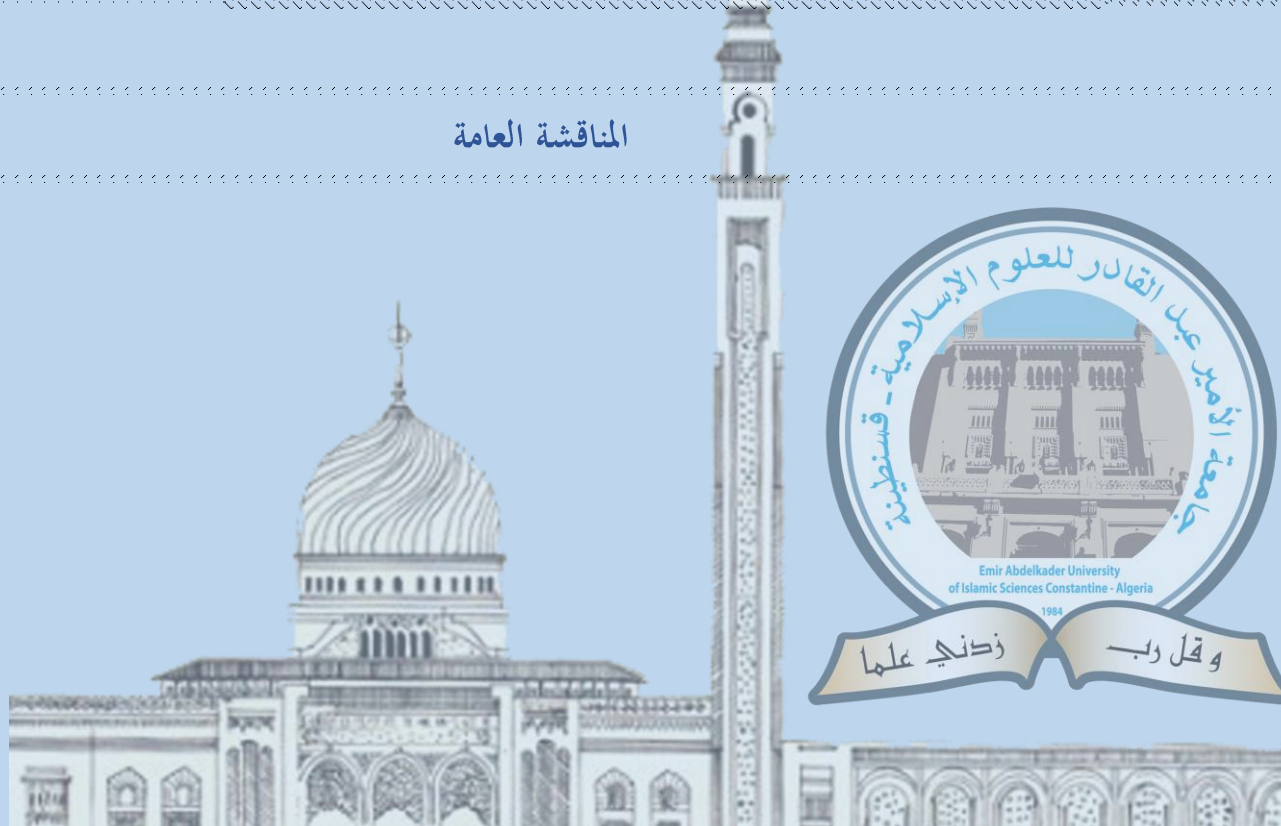 المناقشة العامة
جامعة الأمير عبد القادر للعلوم الإسلامية - قسنطينة
Emir Abdelkader University
of Islamic Sciences Constantine - Algeria
1984
و قل رب زدني علما